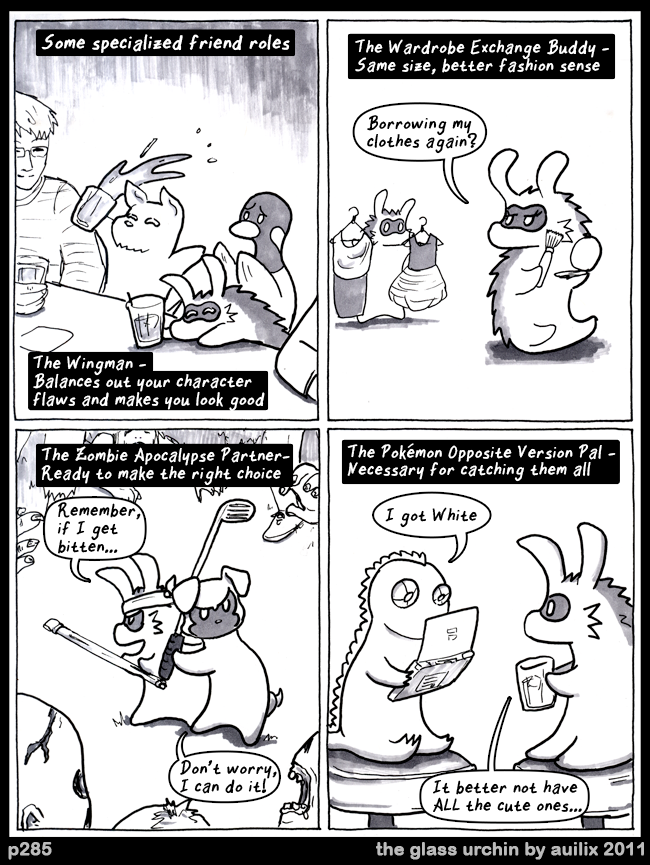 Some specialized friend roles
The Wingman -
Balances out your character
flaws and makes you look good
The Wardrobe Exchange Buddy -
Same size, better fashion sense
Borrowing my
clothes again?
The Zombie Apocalypse Partner-
Ready to make the right choice
Remember,
if I get
bitten...
Don't worry,
I can do it!
The Pokémon Opposite Version Pal -
Necessary for catching them all
I got White
It better not have
ALL the cute ones...
p285
the glass urchin by auilix 2011